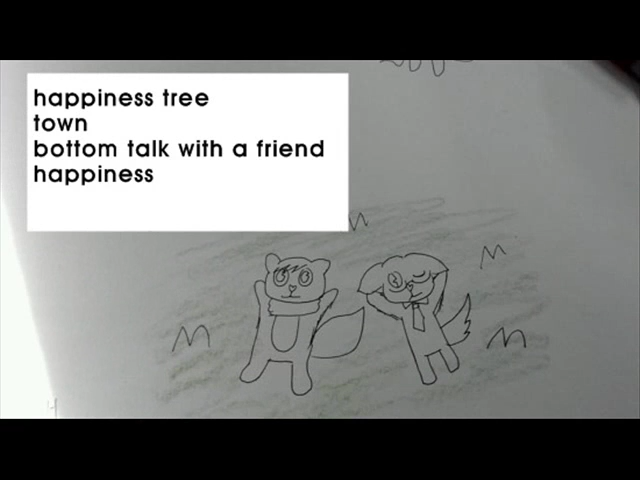 happiness tree
town
bottom talk with a friend
happiness